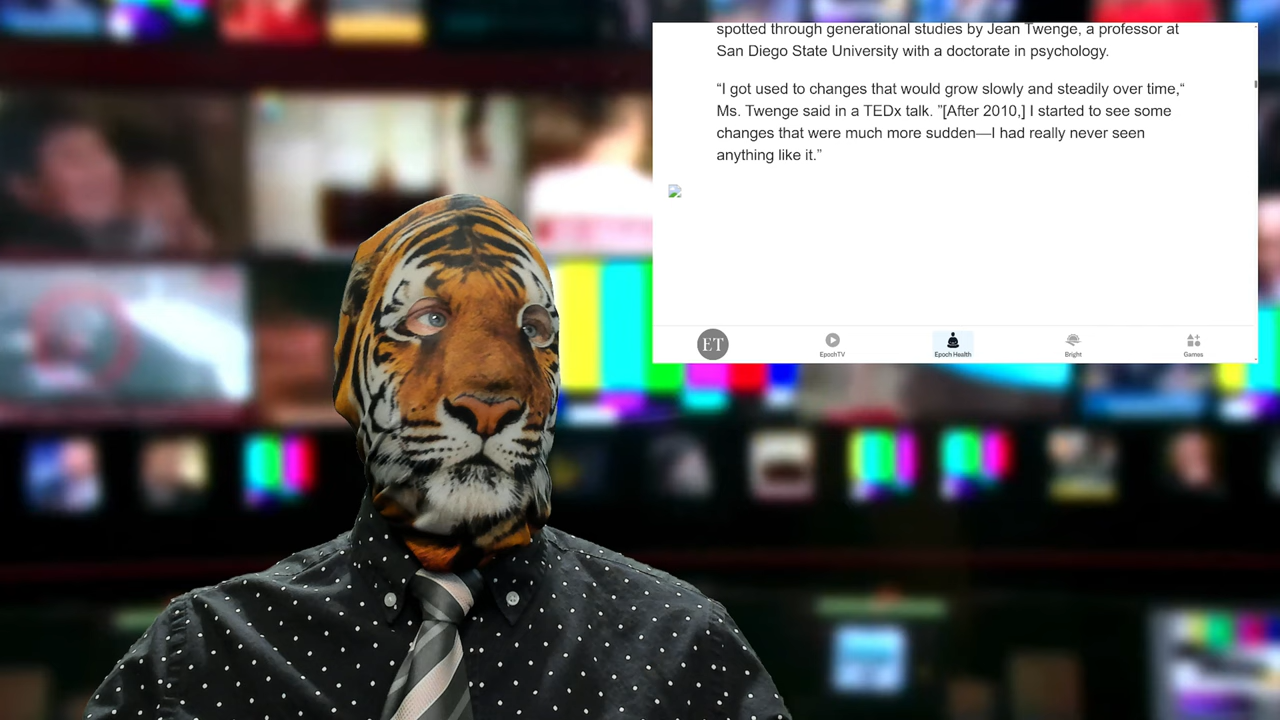 spotted through generational studies by Jean Twenge, a professor at
San Diego State University with a doctorate in psychology.
“I got used to changes that would grow slowly and steadily over time,“
Ms. Twenge said in a TEDx talk. ”[After 2010,] I started to see some
changes that were much more sudden—I had really never seen
anything like it.”
ET
EpochTV
Epoch Health
Bright
Games